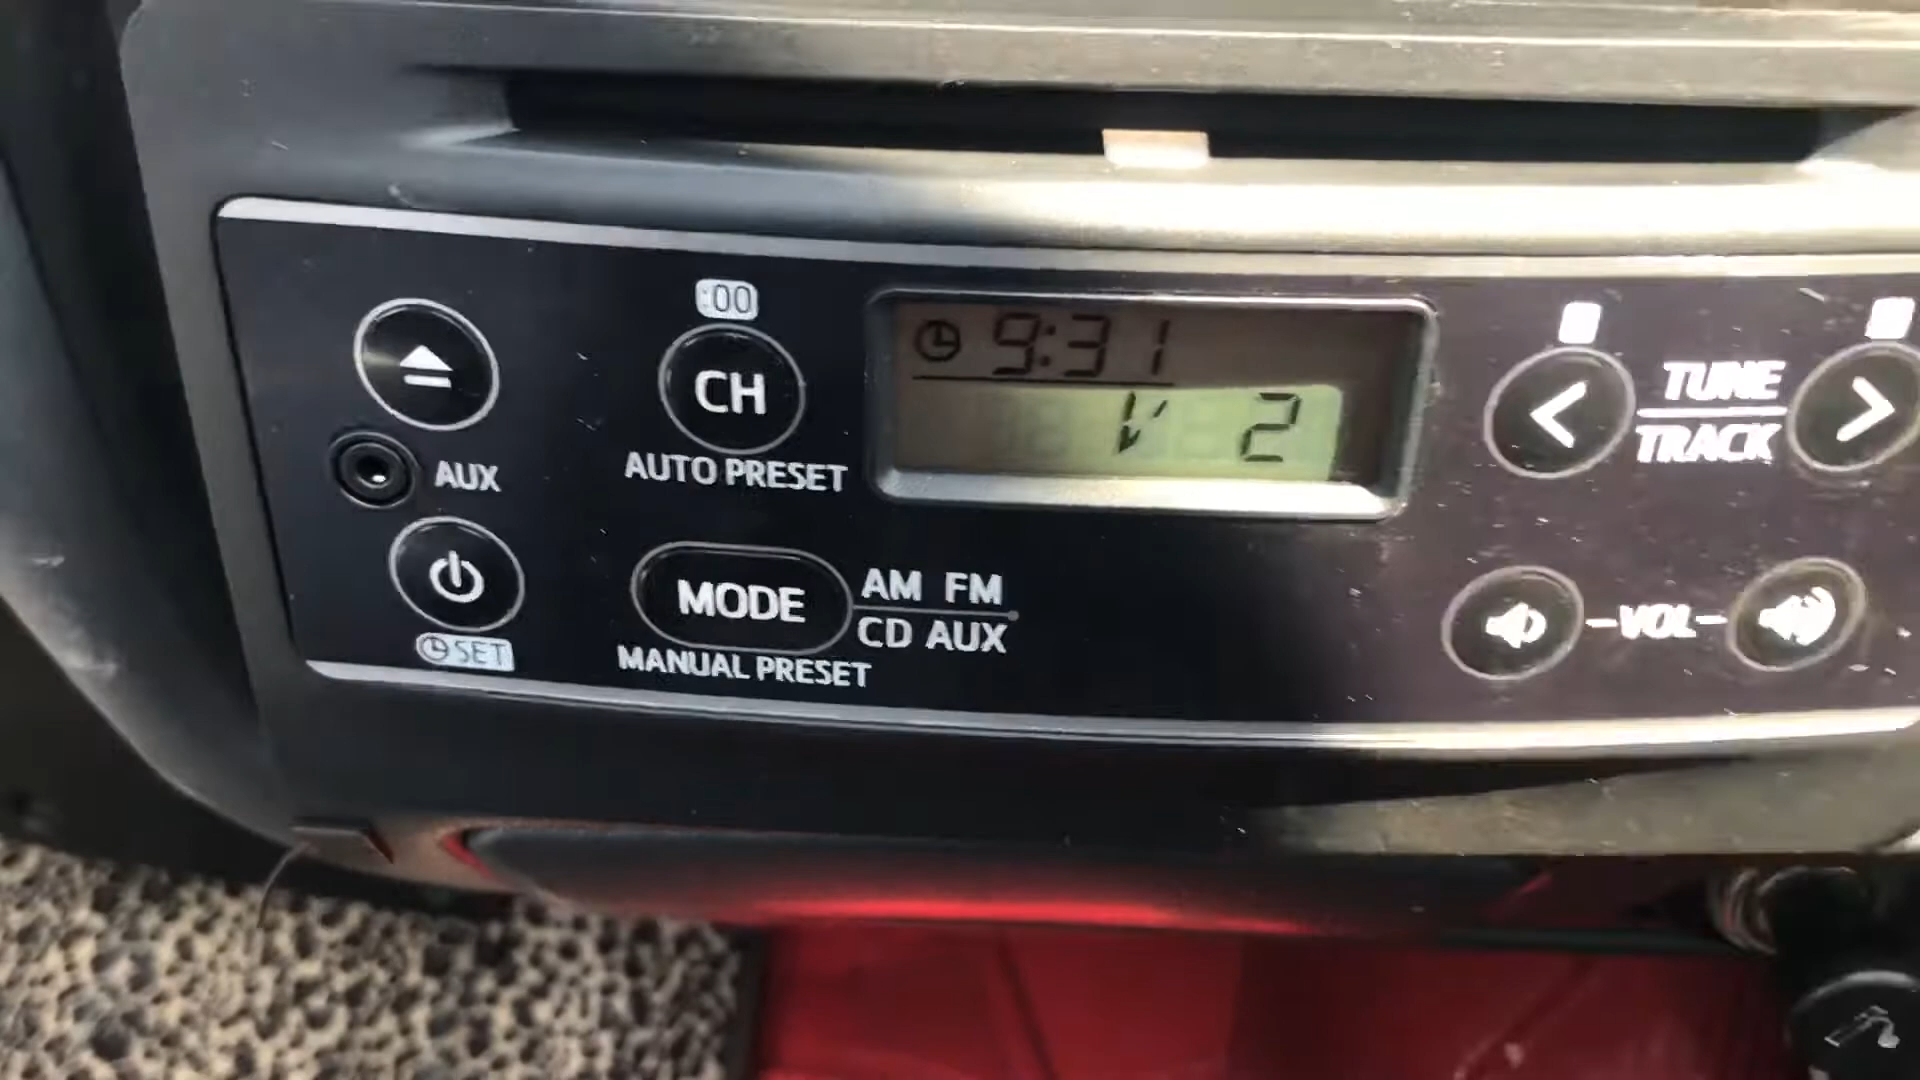 :00
CH
AUTO PRESET
AUX
SET
MODE
MANUAL PRESET
AM FM
CD AUX
9:31
V 2
TUNE
TRACK
-VOL-